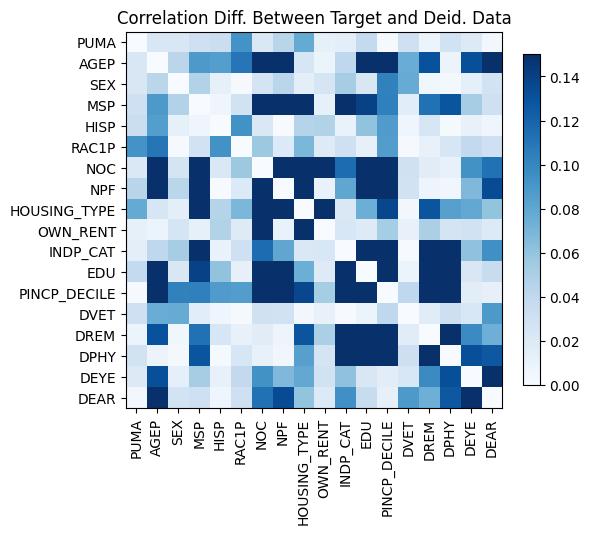 Correlation Diff. Between Target and Deid. Data
PUMA
AGEP
SEX
MSP
HISP
RAC1P
NOC
NPF
HOUSING_TYPE
OWN_RENT
INDP_CAT
EDU
PINCP_DECILE
DVET
DREM
DPHY
DEYE
DEAR
PUMA
AGEP
SEX
MSP
HISP
RAC1P
NOC
NPF
HOUSING_TYPE
OWN_RENT
INDP_CAT
EDU
PINCP_DECILE
DVET
DREM
DPHY
DEYE
DEAR
0.14
0.12
0.10
0.08
0.06
0.04
0.02
0.00